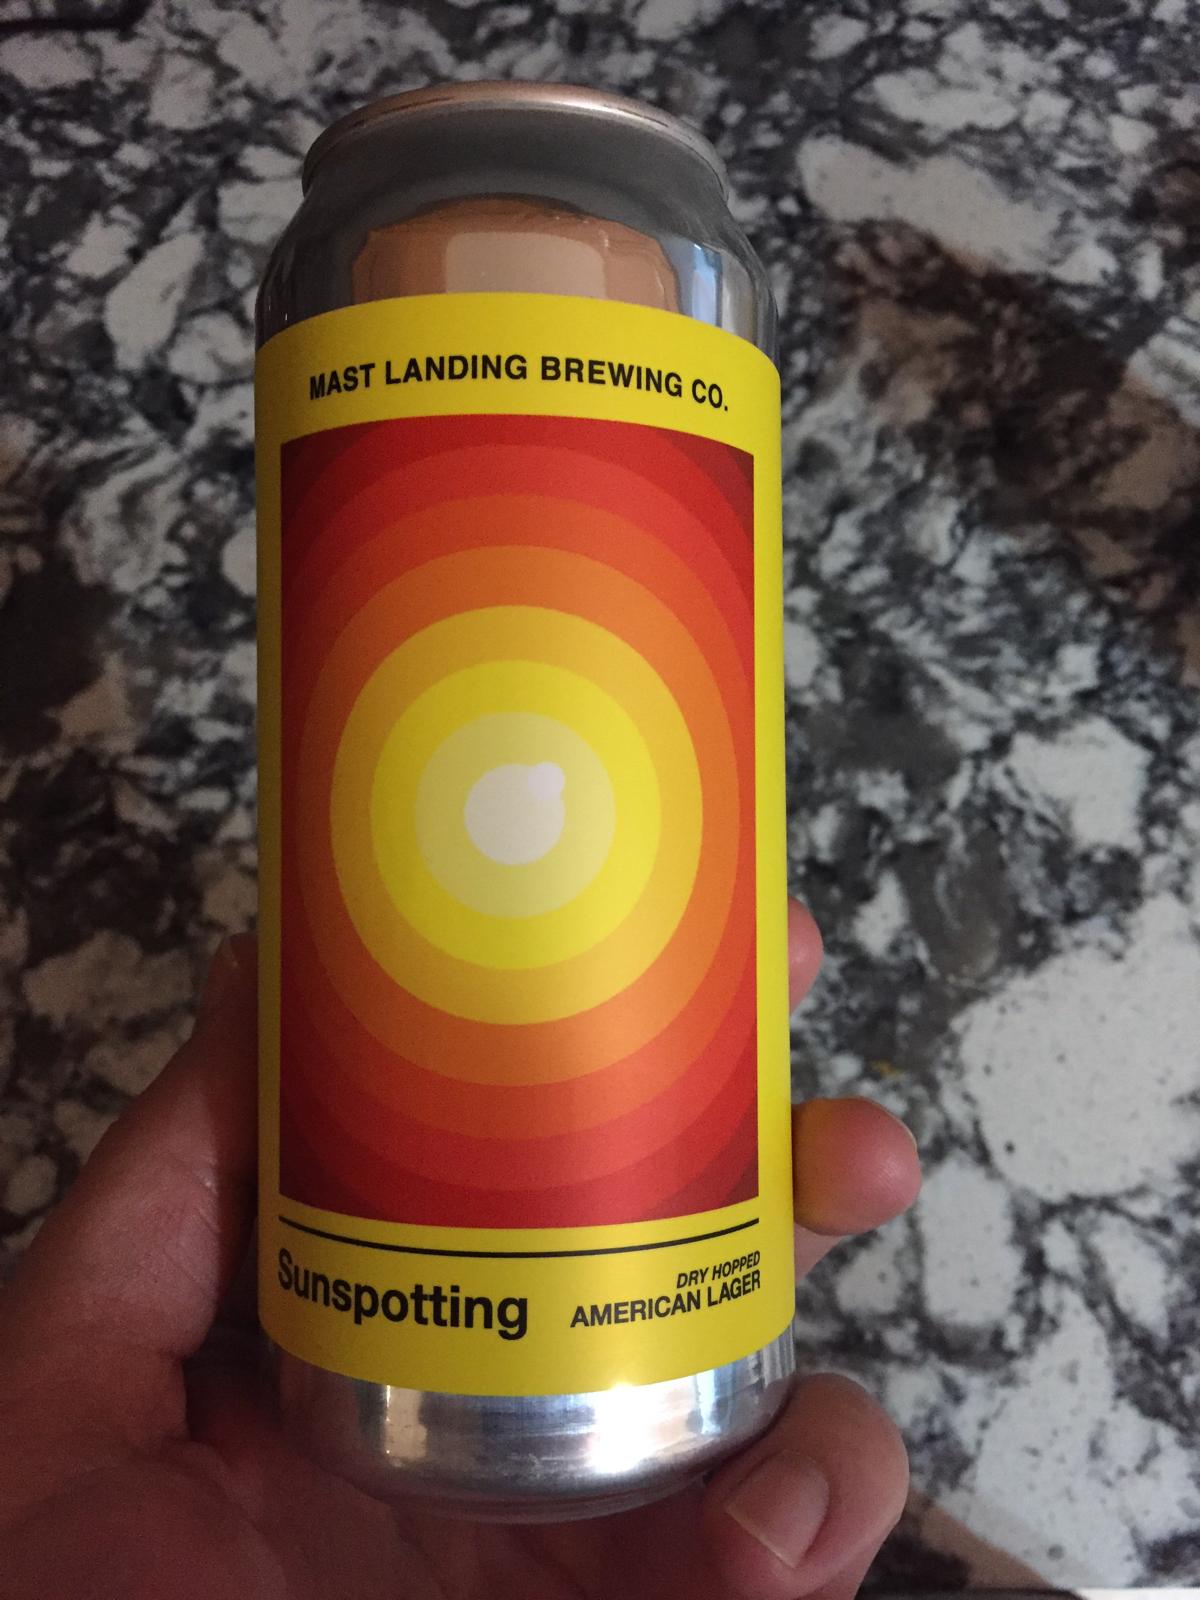 MAST LANDING BREWING CO.
Sunspotting
DRY HOPPED
AMERICAN LAGER